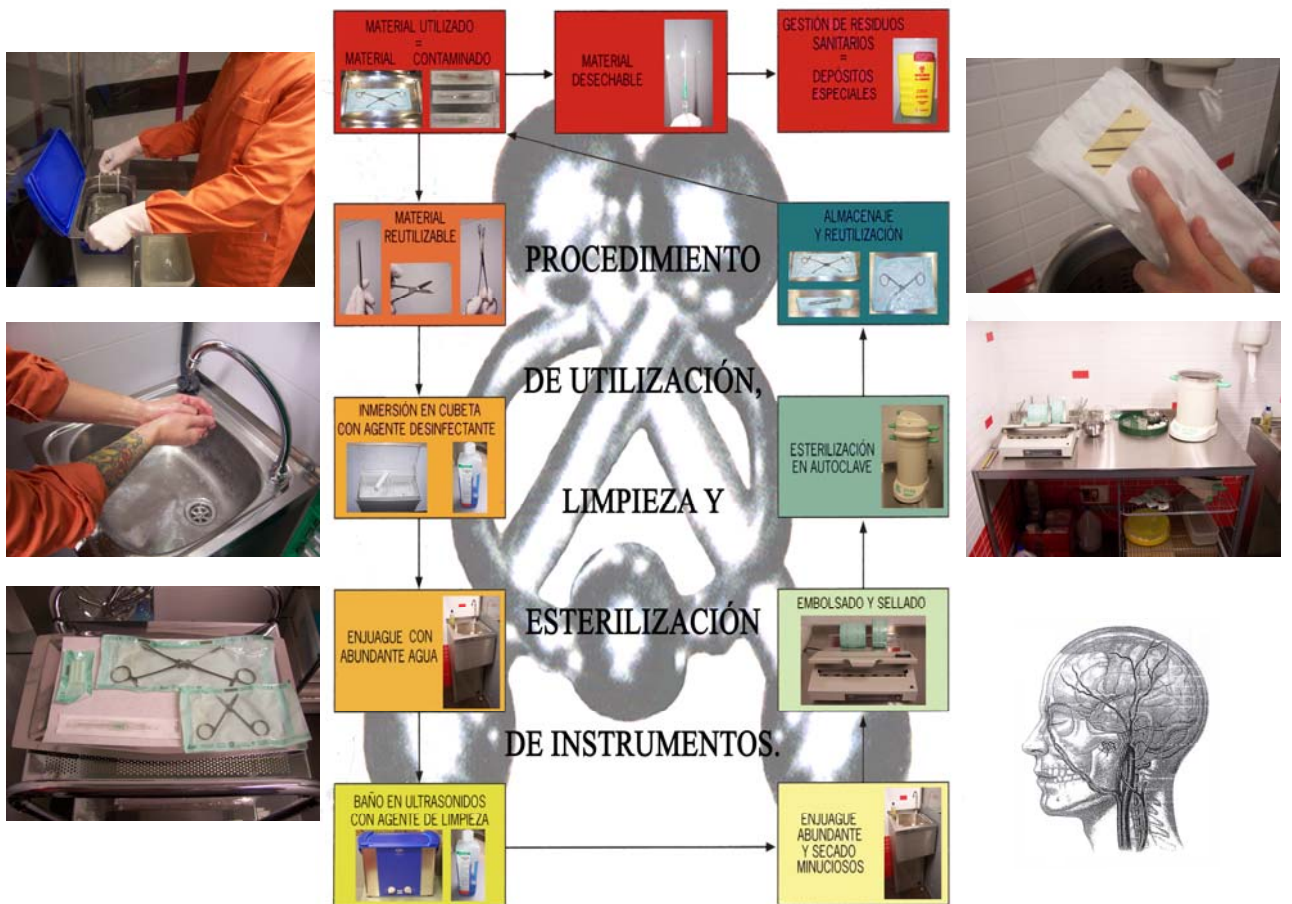 MATERIAL UTILIZADO
=
MATERIAL CONTAMINADO
MATERIAL
DESECHABLE
GESTIÓN DE RESIDUOS
SANITARIOS
=
DEPÓSITOS
ESPECIALES
MATERIAL
REUTILIZABLE
INMERSIÓN EN CUBETA
CON AGENTE DESINFECTANTE
ENJUAGUE CON
ABUNDANTE AGUA
BAÑO EN ULTRASONIDOS
CON AGENTE DE LIMPIEZA
ENJUAGUE
ABUNDANTE
Y SECADO
MINUCIOSOS
EMBOLSADO Y SELLADO
ESTERILIZACIÓN
EN AUTOCLAVE
ALMACENAJE
Y REUTILIZACIÓN
PROCEDIMIENTO
DE UTILIZACIÓN,
LIMPIEZA Y
ESTERILIZACIÓN
DE INSTRUMENTOS.